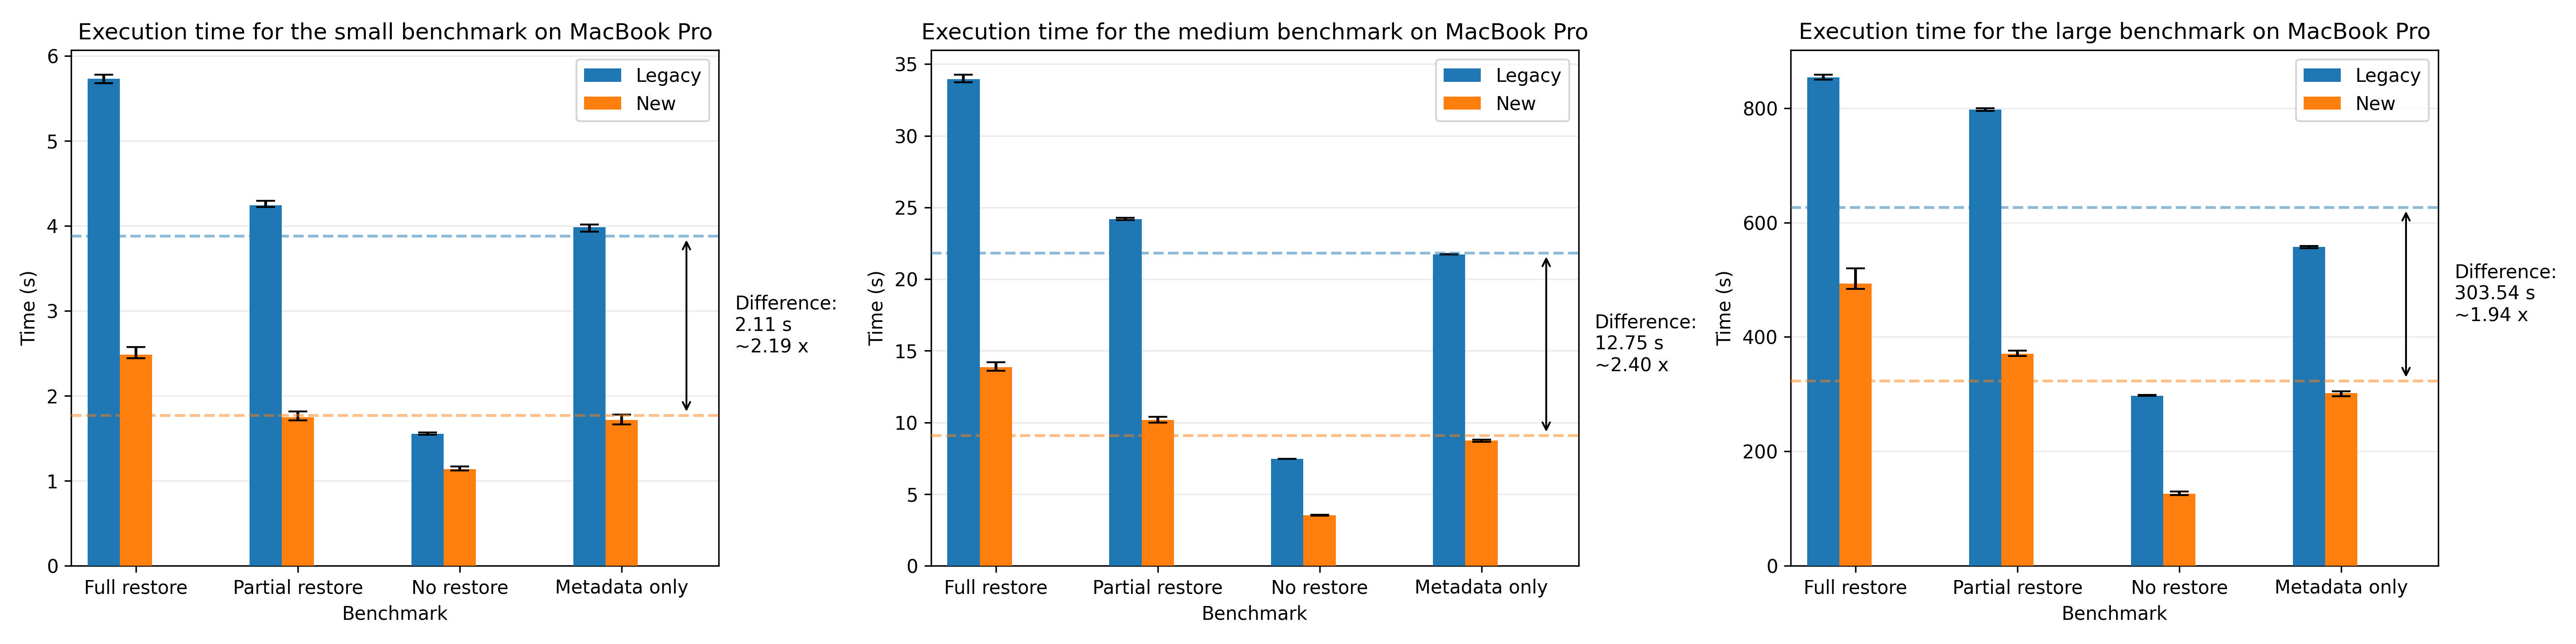 Execution time for the small benchmark on MacBook Pro
6
5
4
3
2
1
0
Time (s)
Legacy
New
Difference:
2.11 s
~2.19 x
Full restore
Partial restore
No restore
Metadata only
Benchmark
Execution time for the medium benchmark on MacBook Pro
35
30
25
20
15
10
5
0
Time (s)
Legacy
New
Difference:
12.75 s
~2.40 x
Full restore
Partial restore
No restore
Metadata only
Benchmark
Execution time for the large benchmark on MacBook Pro
800
600
400
200
0
Time (s)
Legacy
New
Difference:
303.54 s
~1.94 x
Full restore
Partial restore
No restore
Metadata only
Benchmark